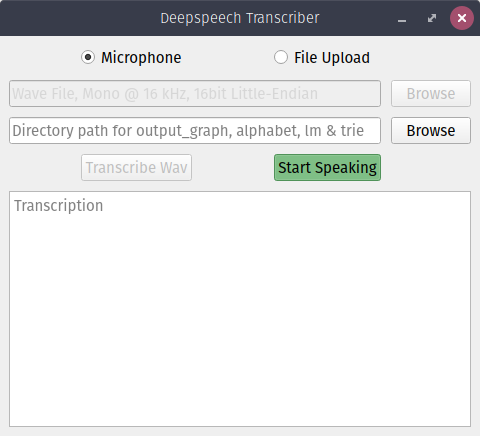 Deepspeech Transcriber
Microphone File Upload
Wave File, Mono @ 16 kHz, 16bit Little-Endian Browse
Directory path for output_graph, alphabet, lm & trie Browse
Transcribe Wav Start Speaking
Transcription